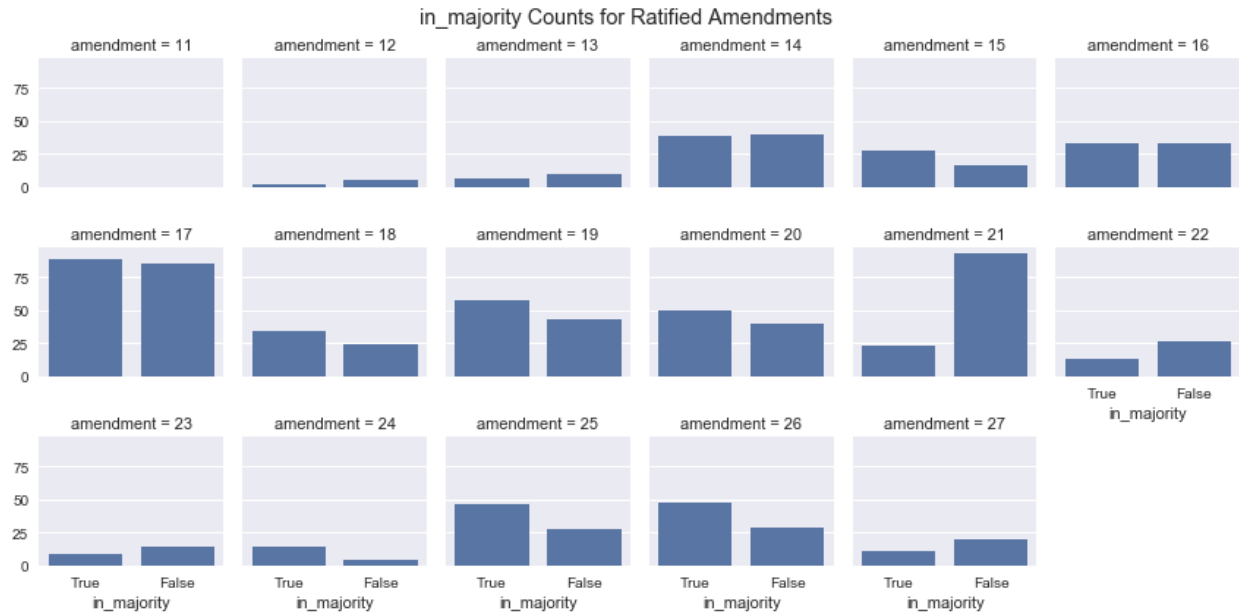 in_majority Counts for Ratified Amendments
amendment = 11 amendment = 12 amendment = 13 amendment = 14 amendment = 15 amendment = 16
75
50
25
0
amendment = 17 amendment = 18 amendment = 19 amendment = 20 amendment = 21 amendment = 22
75
50
25
0
True False
in_majority
amendment = 23 amendment = 24 amendment = 25 amendment = 26 amendment = 27
75
50
25
0
True False True False True False True False True False
in_majority in_majority in_majority in_majority in_majority